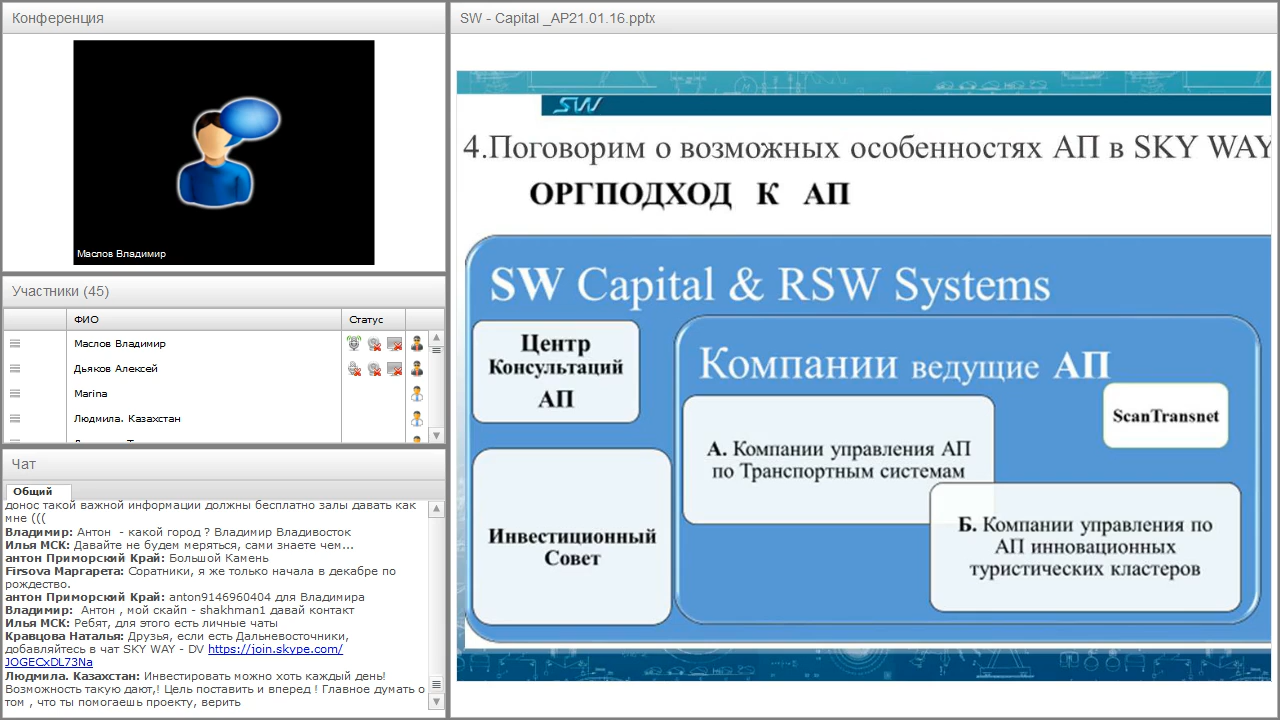 Конференция
Маслов Владимир
Участники (45)
ФИО
Статус
Маслов Владимир
Дьяков Алексей
Marina
Людмила. Казахстан
Чат
Общий
донос такой важной информации должны бесплатно залы давать как
мне (((
Владимир: Антон - какой город ? Владимир Владивосток
Илья МСК: Давайте не будем меряться, сами знаете чем...
антон Приморский Край: Большой Камень
Firsova Маргарета: Соратники, я же только начала в декабре по
рождество.
антон Приморский Край: anton9146960404 для Владимира
Владимир: Антон , мой скайп - shakhman1 давай контакт
Илья МСК: Ребят, для этого есть личные чаты
Кравцова Наталья: Друзья, если есть Дальневосточники,
добавляйтесь в чат SKY WAY - DV https://join.skype.com/
JOGECxDL73Na
Людмила. Казахстан: Инвестировать можно хать каждый день!
Возможность такую дают,! Цель поставить и вперед ! Главное думать о
том , что ты помогаешь проекту, верить
SW - Capital _АР21.01.16.pptx
SW
4.Поговорим о возможных особенностях АП в SKY WAY
ОРГПОДХОД К АП
SW Capital & RSW Systems
Центр
Консультаций
АП
Инвестиционный
Совет
Компании ведущие АП
ScanTransnet
А. Компании управления АП
по Транспортным системам
Б. Компании управления по
АП инновационных
туристических кластеров